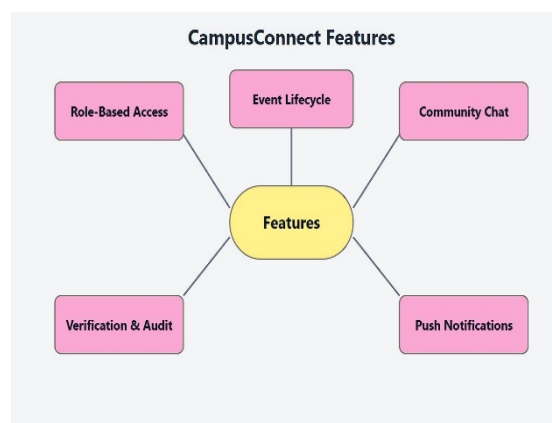 CampusConnect Features
Event Lifecycle
Role-Based Access
Community Chat
Features
Verification & Audit
Push Notifications